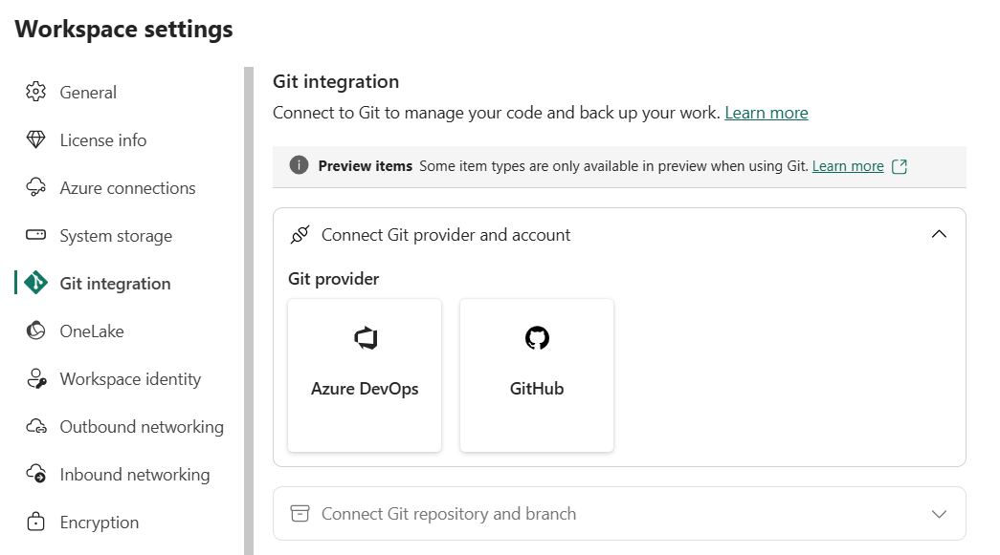 Workspace settings
General
License info
Azure connections
System storage
Git integration
OneLake
Workspace identity
Outbound networking
Inbound networking
Encryption
Git integration
Connect to Git to manage your code and back up your work. Learn more
Preview items Some item types are only available in preview when using Git. Learn more
Connect Git provider and account
Git provider
Azure DevOps
GitHub
Connect Git repository and branch